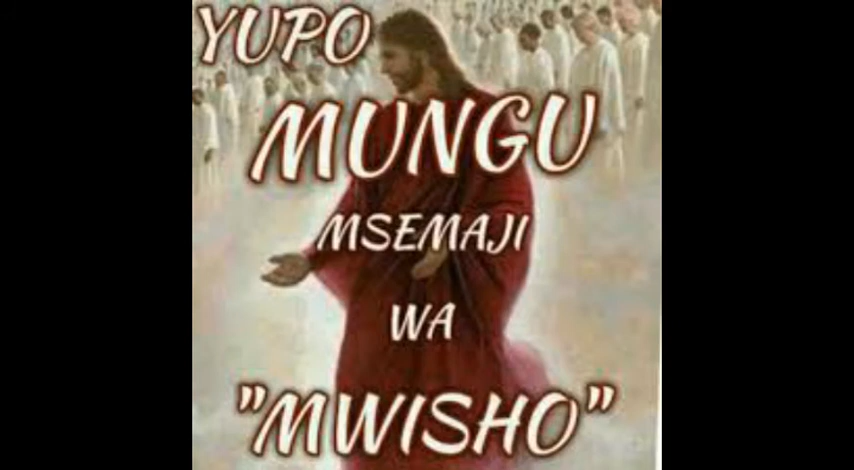 YUPO
MUNGU
MSEMAJI
WA
"MWISHO"